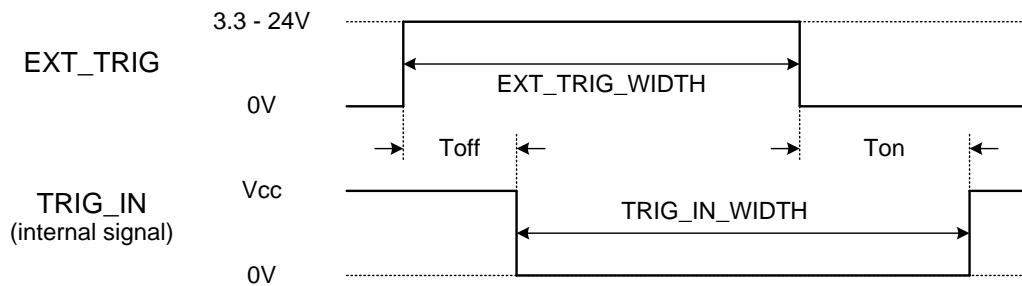 3.3 - 24V
EXT_TRIG
EXT_TRIG_WIDTH
0V
Toff
Ton
Vcc
TRIG_IN
(internal signal)
TRIG_IN_WIDTH
0V